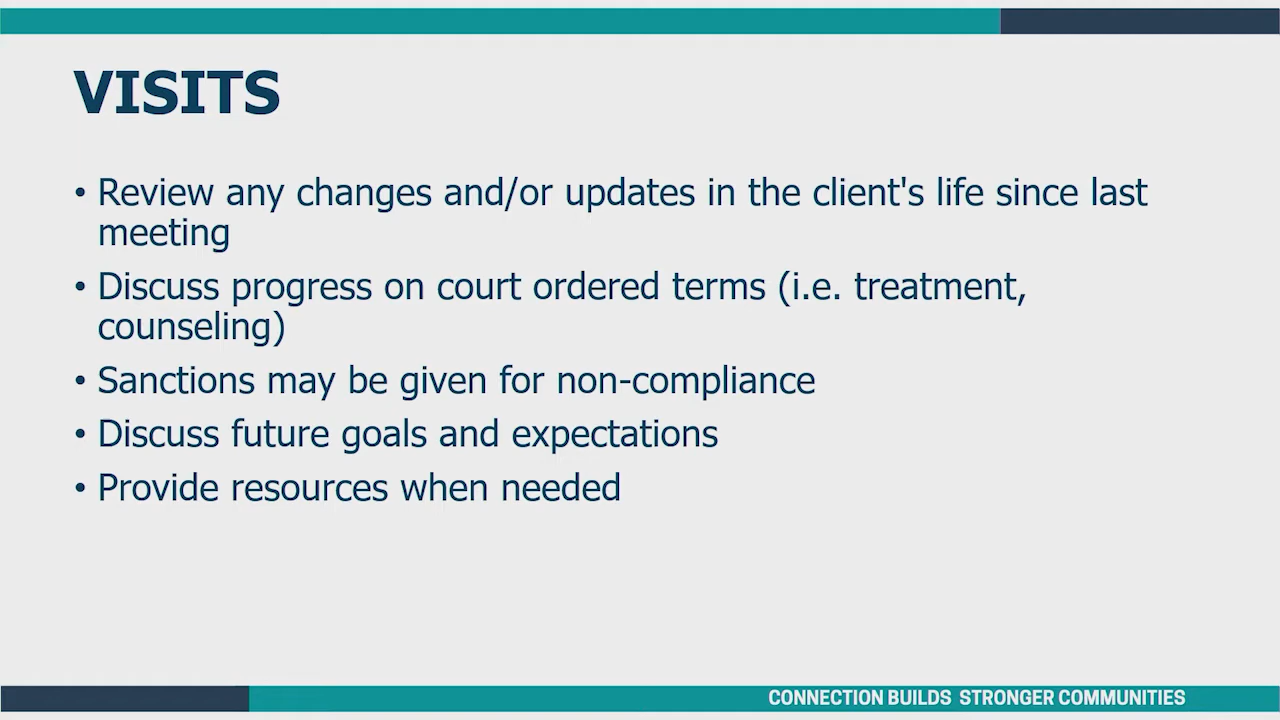 VISITS
• Review any changes and/or updates in the client's life since last
meeting
• Discuss progress on court ordered terms (i.e. treatment,
counseling)
• Sanctions may be given for non-compliance
• Discuss future goals and expectations
• Provide resources when needed
CONNECTION BUILDS STRONGER COMMUNITIES